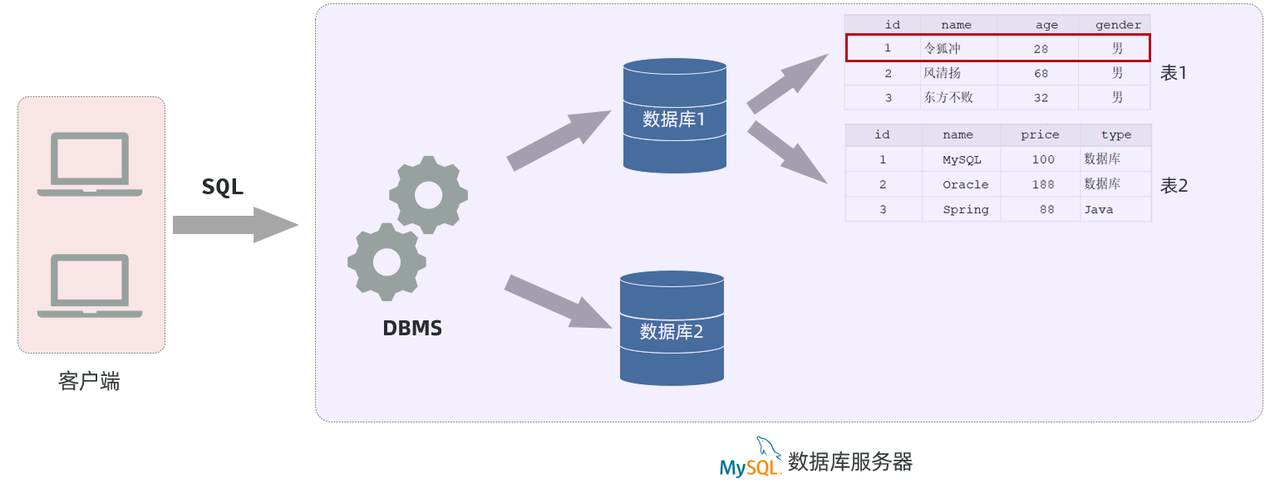 客户端
SQL
DBMS
数据库1
数据库2
id name age gender
1 令狐冲 28 男
2 风清扬 68 男
3 东方不败 32 男
表1
id name price type
1 MySQL 100 数据库
2 Oracle 188 数据库
3 Spring 88 Java
表2
MySQL 数据库服务器